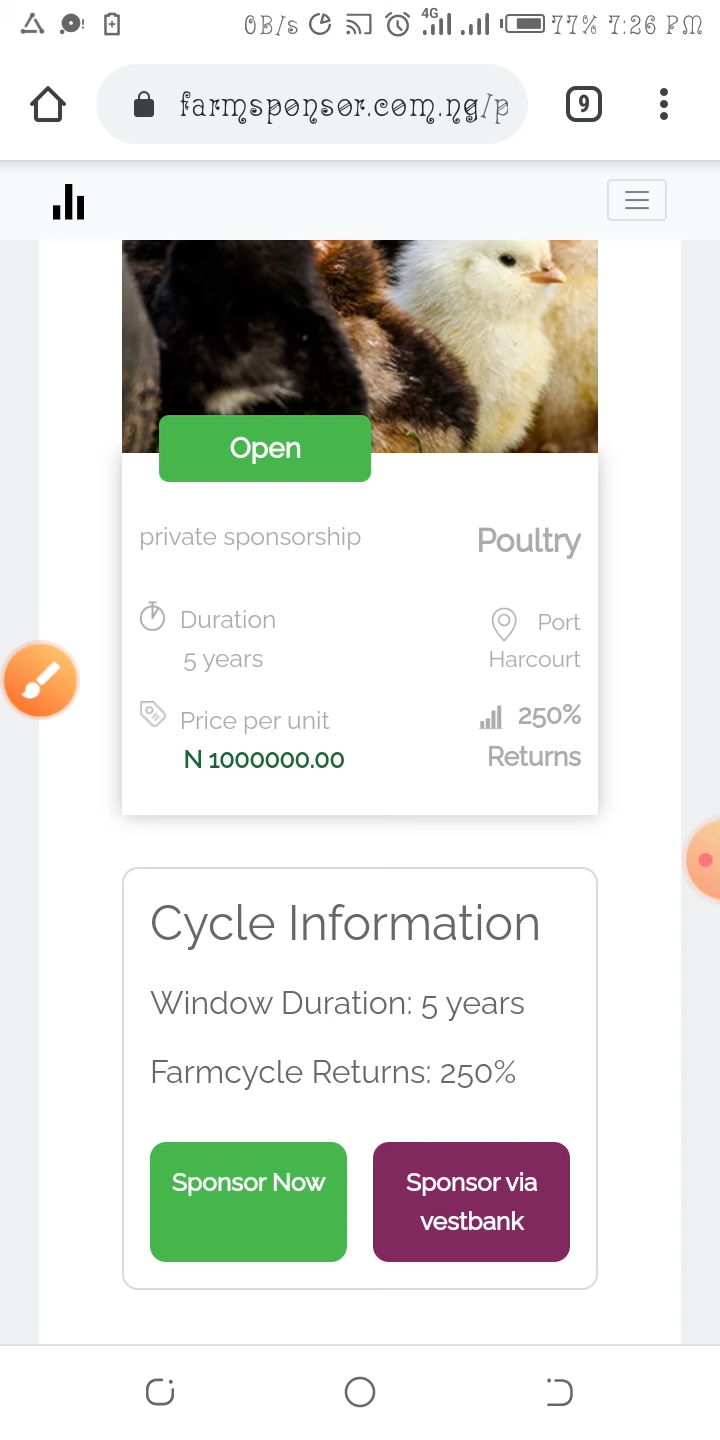 0B/s 4G 77% 7:26 PM
farmsponsor.com.ng/p
9
Open
private sponsorship Poultry
Duration Port
5 years Harcourt
Price per unit 250%
N 1000000.00 Returns
Cycle Information
Window Duration: 5 years
Farmcycle Returns: 250%
Sponsor Now Sponsor via
vestbank